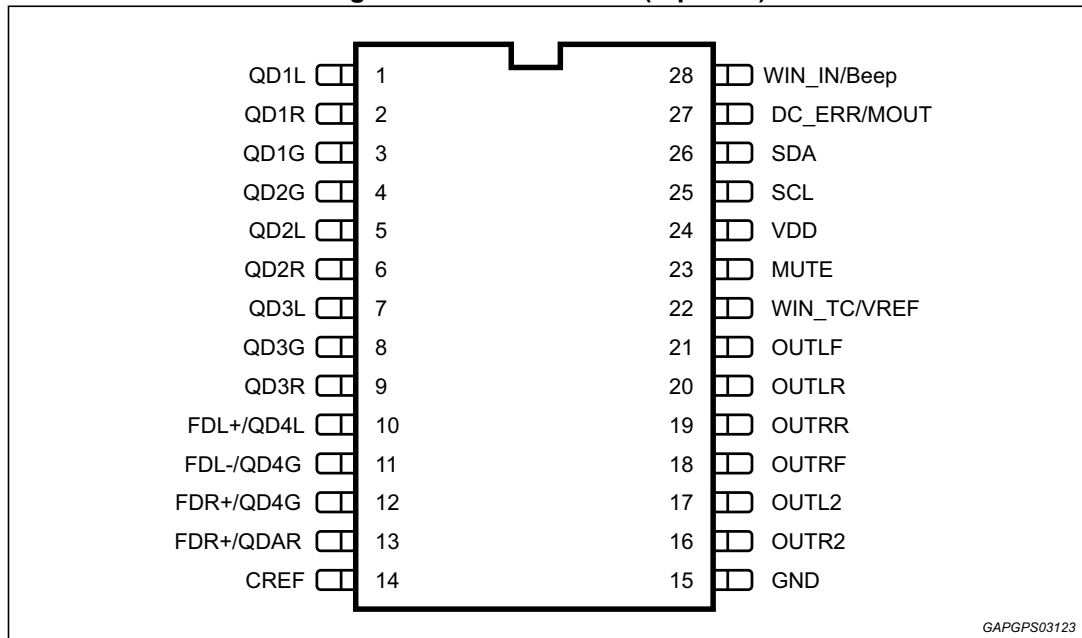 QD1L 1 28 WIN_IN/Beep
QD1R 2 27 DC_ERR/MOUT
QD1G 3 26 SDA
QD2G 4 25 SCL
QD2L 5 24 VDD
QD2R 6 23 MUTE
QD3L 7 22 WIN_TC/VREF
QD3G 8 21 OUTLF
QD3R 9 20 OUTLR
FDL+/QD4L 10 19 OUTRR
FDL-/QD4G 11 18 OUTRF
FDR+/QD4G 12 17 OUTL2
FDR+/QDAR 13 16 OUTR2
CREF 14 15 GND
GAPGPS03123